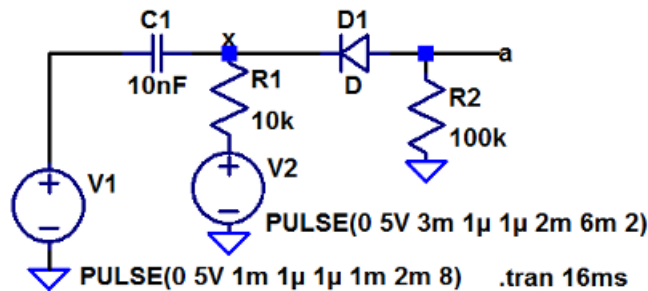 C1
x
D1
10nF
R1
10k
D
a
R2
100k
V1
V2
PULSE(0 5V 3m 1µ 1µ 2m 6m 2)
PULSE(0 5V 1m 1µ 1µ 1m 2m 8)
.tran 16ms